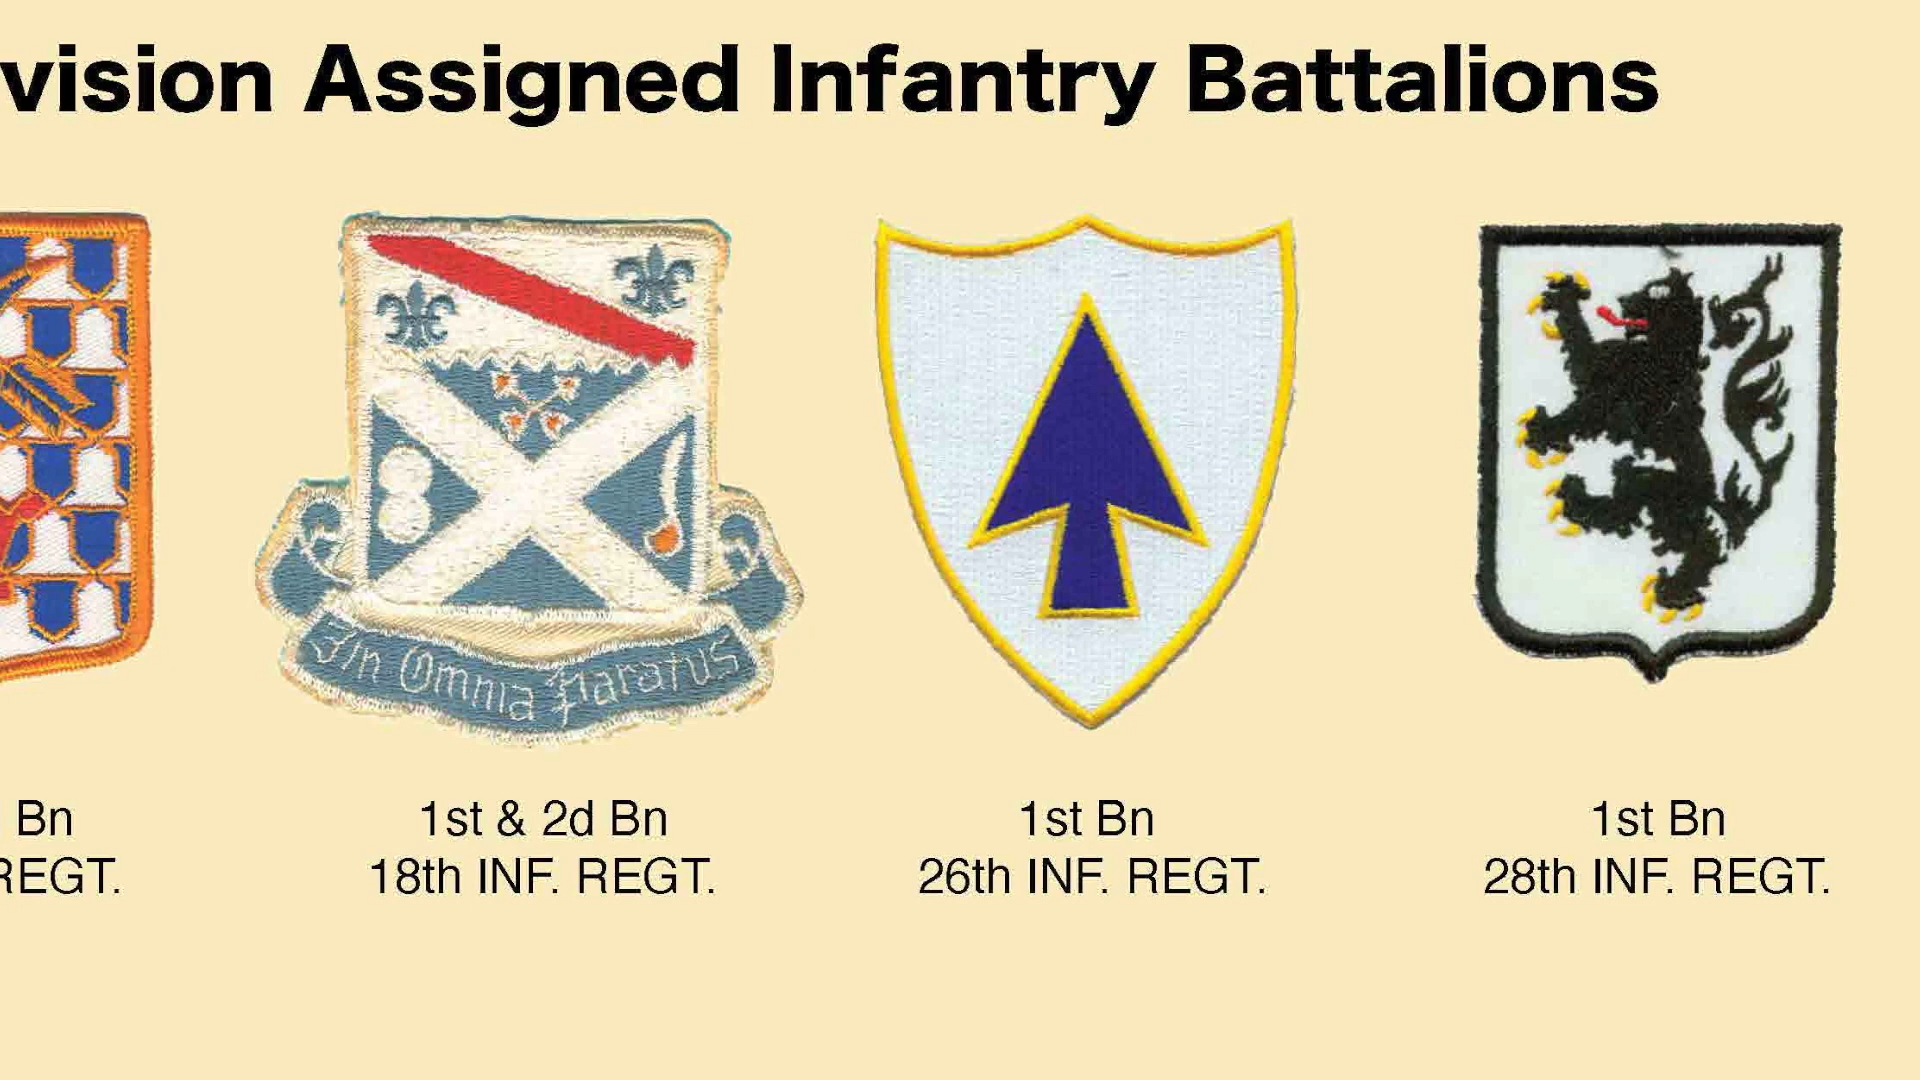 vision Assigned Infantry Battalions
In Omnia Paratus
Bn
REGT.
1st & 2d Bn
18th INF. REGT.
1st Bn
26th INF. REGT.
1st Bn
28th INF. REGT.